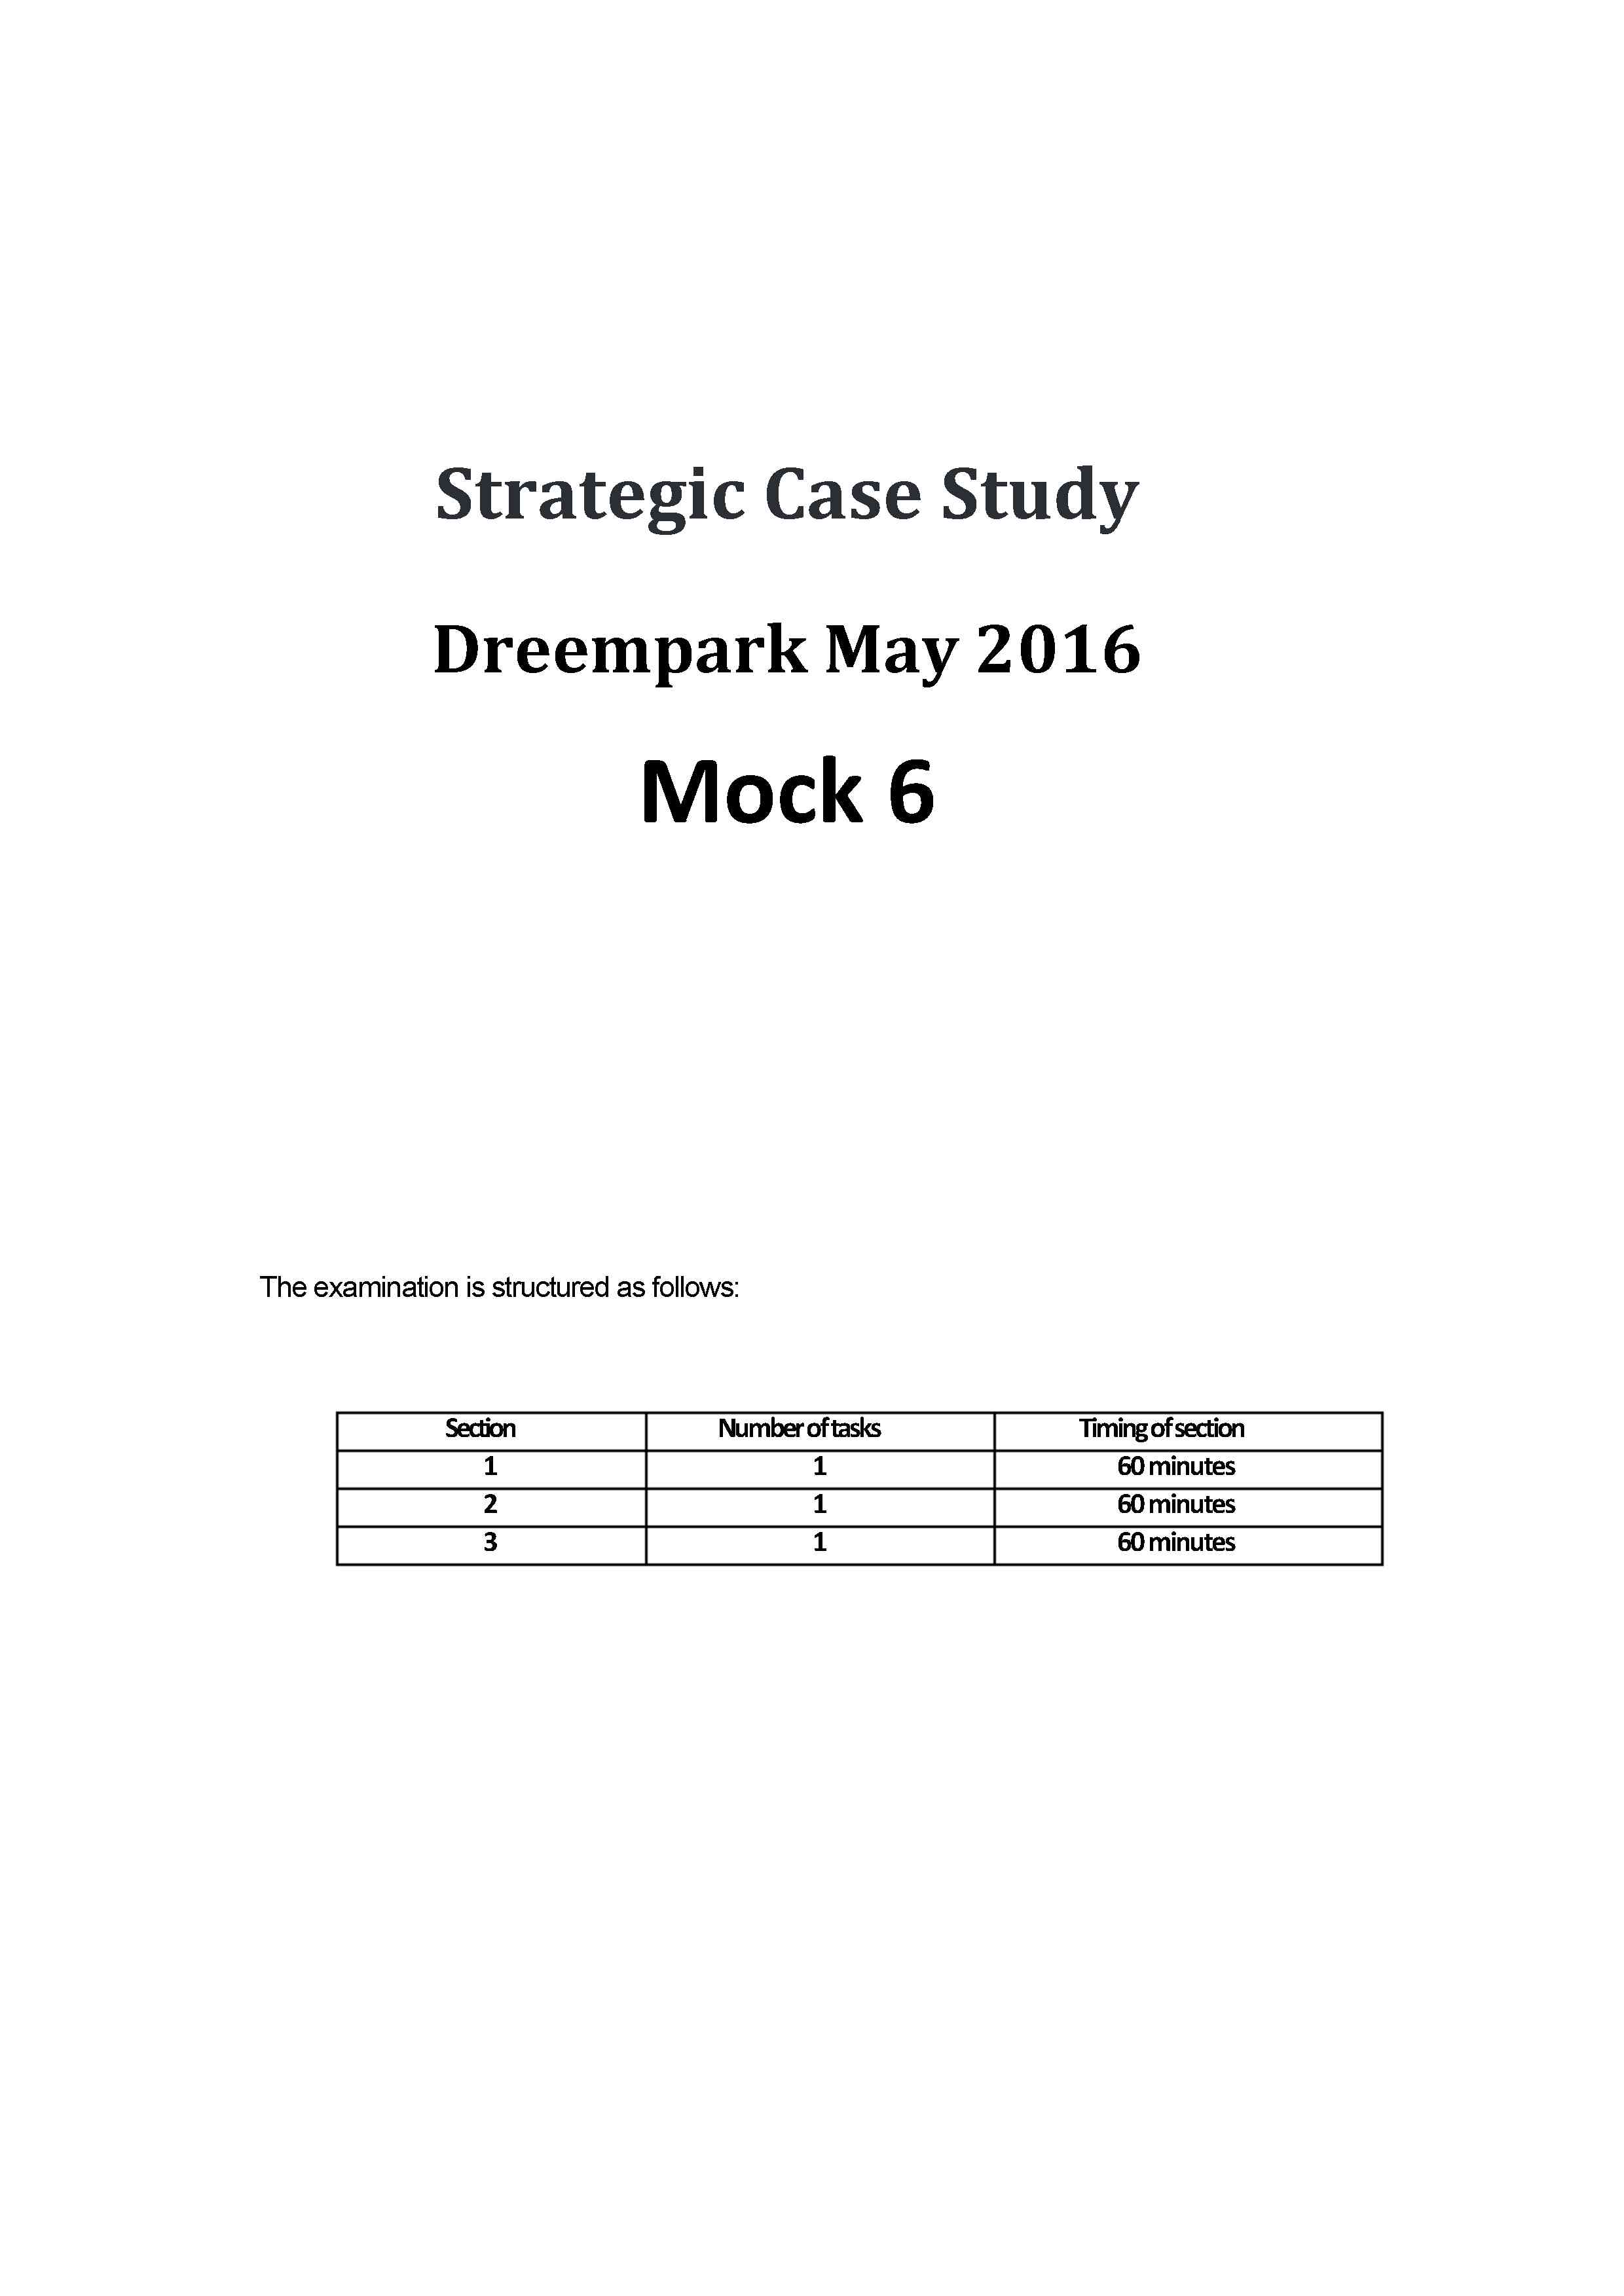 Strategic Case Study
Dreempark May 2016
Mock 6
The examination is structured as follows:
Section Number of tasks Timing of section
1 1 60 minutes
2 1 60 minutes
3 1 60 minutes